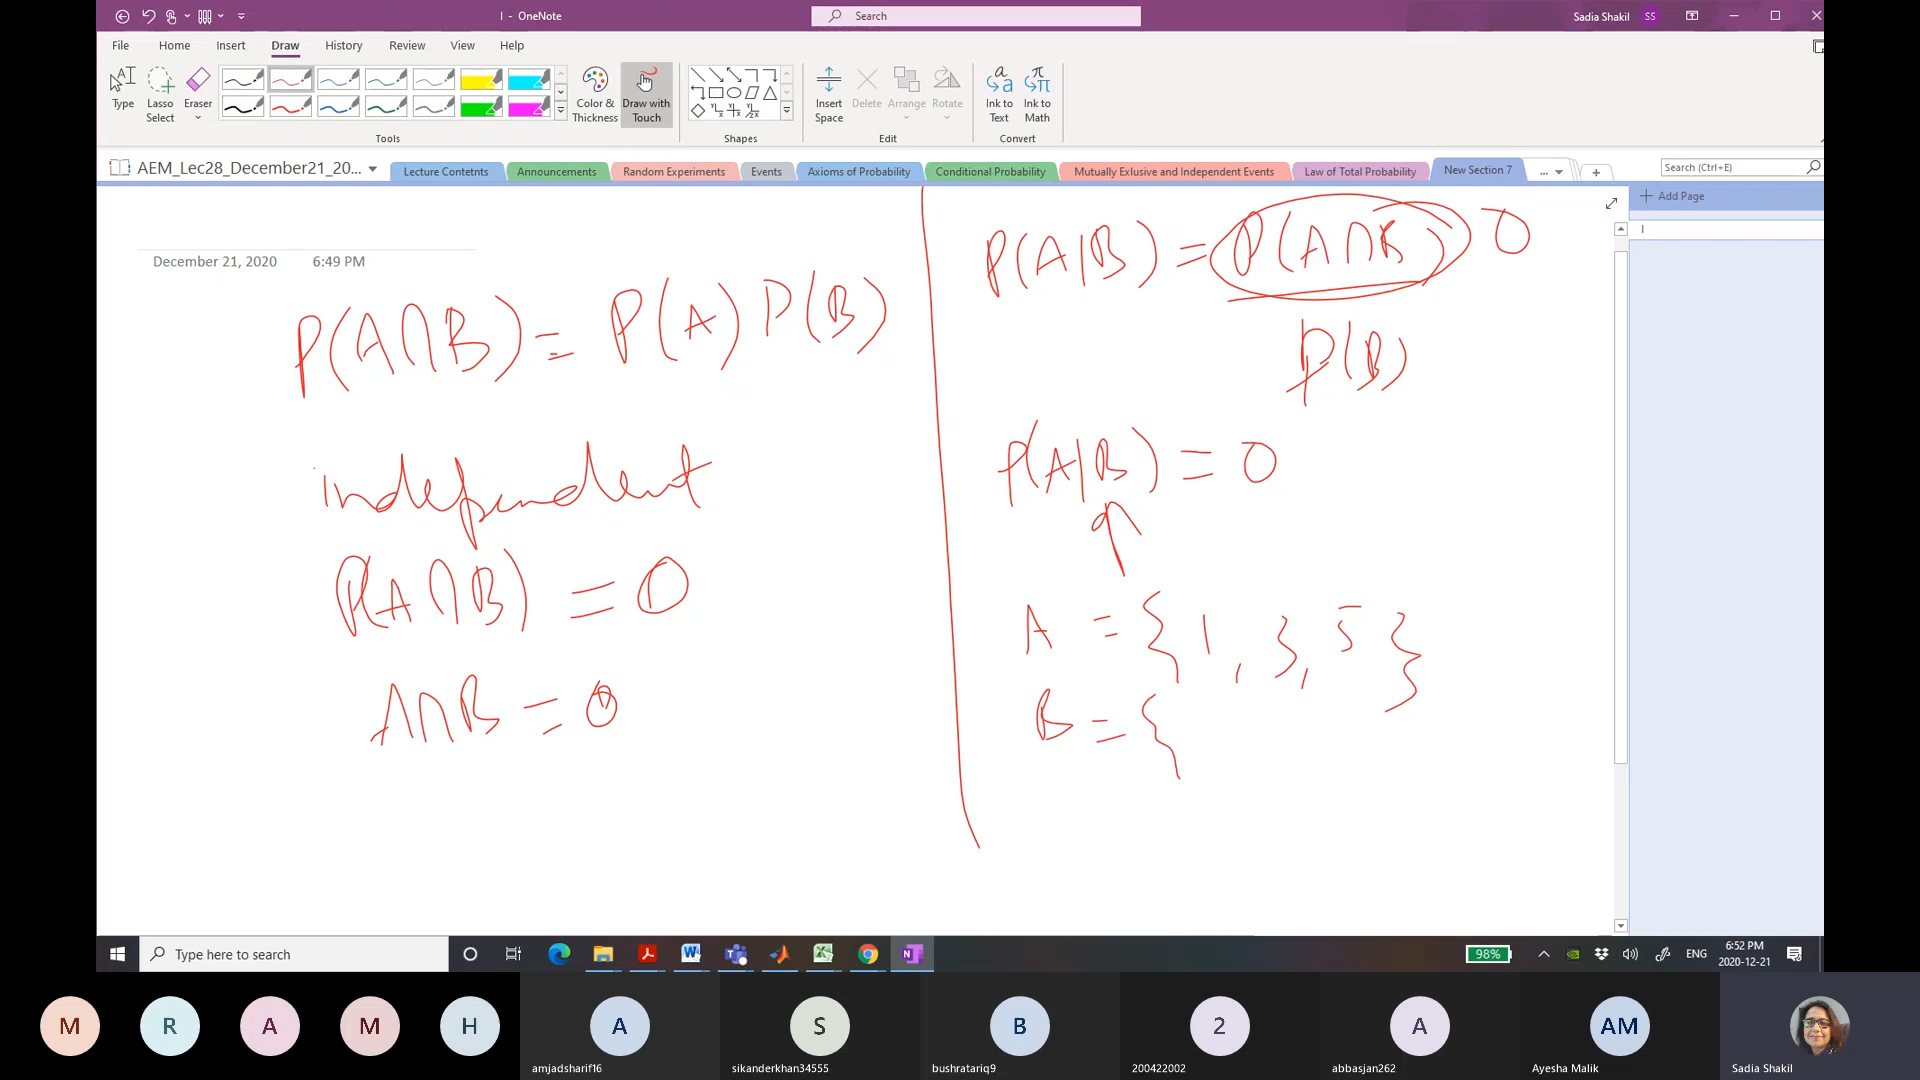 I - OneNote
Search
Sadia Shakil SS
File Home Insert Draw History Review View Help
Type
Lasso Select
Eraser
Color & Thickness
Draw with Touch
Insert Space
Delete
Arrange
Rotate
Ink to Text
Ink to Math
Tools
Shapes
Edit
Convert
AEM_Lec28_December21_20...
Lecture Contetnts
Announcements
Random Experiments
Events
Axioms of Probability
Conditional Probability
Mutually Exlusive and Independent Events
Law of Total Probability
New Section 7
...
Search (Ctrl+E)
Add Page
I
December 21, 2020 6:49 PM
P(A∩B) = P(A) P(B)
independent
P(A∩B) = 0
A∩B = 0
P(A|B) = P(A∩B) 0
P(B)
P(A|B) = 0
A = { 1, 3, 5 }
B = {
Type here to search
98%
ENG
6:52 PM
2020-12-21
M R A M H A S B 2 A AM
amjadsharif16
sikanderkhan34555
bushratariq9
200422002
abbasjan262
Ayesha Malik
Sadia Shakil